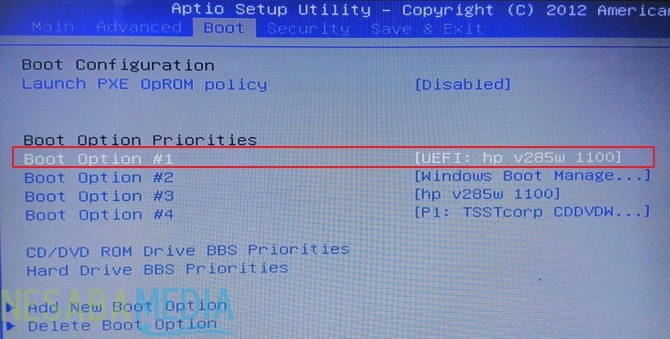 Aptio Setup Utility - Copyright (C) 2012 American
Main Advanced Boot Security Save & Exit
Boot Configuration
Launch PXE OpROM policy [Disabled]
Boot Option Priorities
Boot Option #1 [UEFI: hp v285w 1100]
Boot Option #2 [Windows Boot Manage...]
Boot Option #3 [hp v285w 1100]
Boot Option #4 [P1: TSSTcorp CDDVDW...]
CD/DVD ROM Drive BBS Priorities
Hard Drive BBS Priorities
NESABAMEDIA
Add New Boot Option
Delete Boot Option